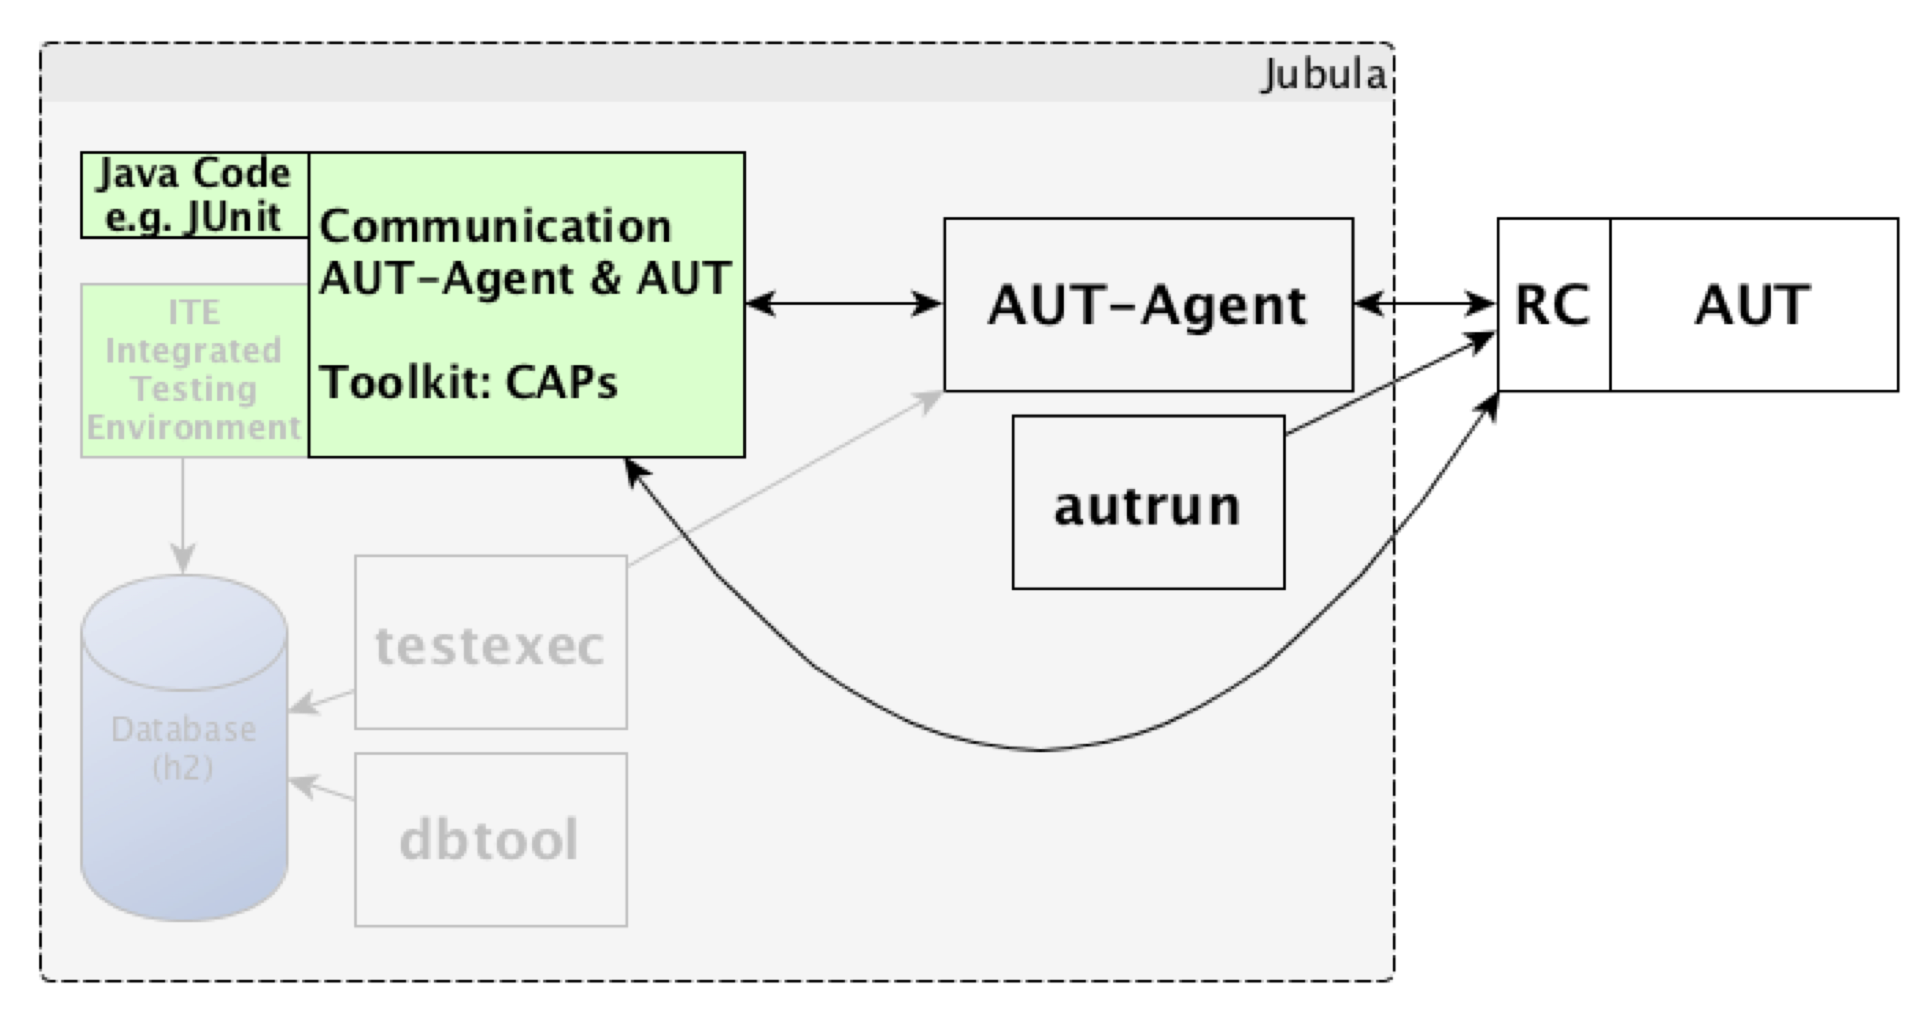 Jubula
Java Code
e.g. JUnit
Communication
AUT-Agent & AUT
Toolkit: CAPs
ITE
Integrated
Testing
Environment
AUT-Agent
RC
AUT
autrun
testexec
Database
(h2)
dbtool